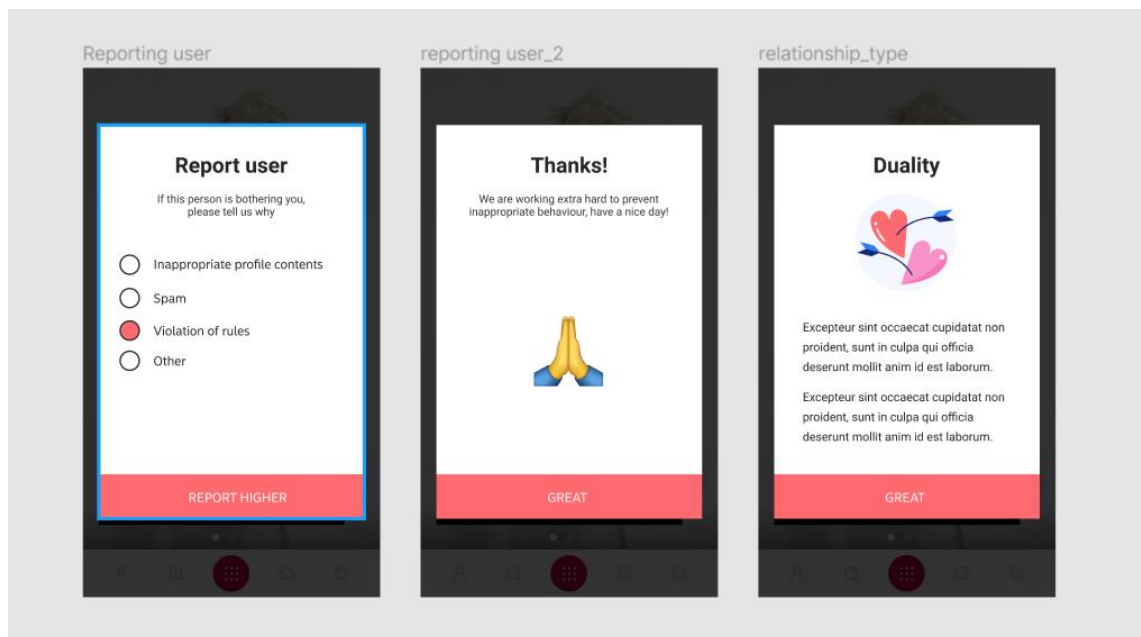 Reporting user
Report user
If this person is bothering you,
please tell us why
Inappropriate profile contents
Spam
Violation of rules
Other
REPORT HIGHER
reporting user_2
Thanks!
We are working extra hard to prevent
inappropriate behaviour, have a nice day!
GREAT
relationship_type
Duality
Excepteur sint occaecat cupidatat non
proident, sunt in culpa qui officia
deserunt mollit anim id est laborum.
Excepteur sint occaecat cupidatat non
proident, sunt in culpa qui officia
deserunt mollit anim id est laborum.
GREAT